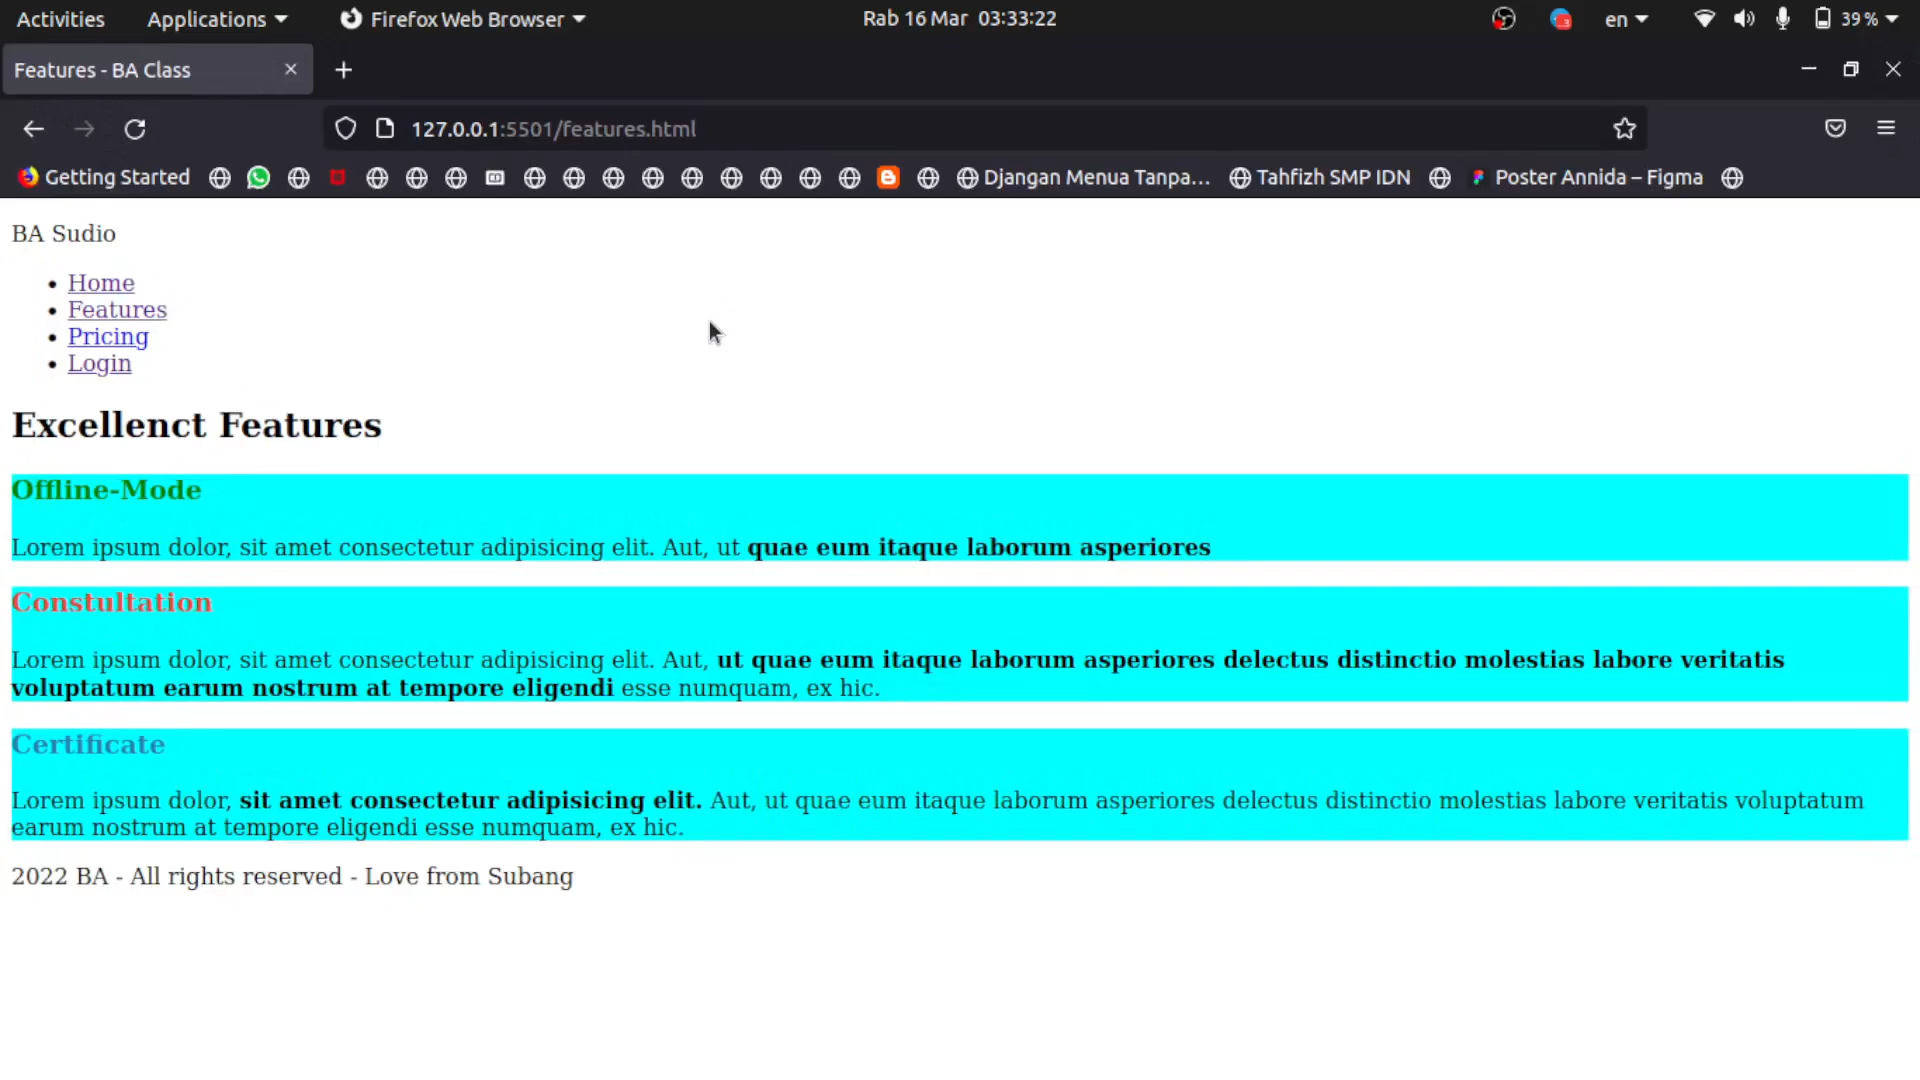 Activities Applications Firefox Web Browser Rab 16 Mar 03:33:22 en 39 %
Features - BA Class
127.0.0.1:5501/features.html
Getting Started Djangan Menua Tanpa... Tahfizh SMP IDN Poster Annida – Figma
BA Sudio
Home
Features
Pricing
Login
Excellenct Features
Offline-Mode
Lorem ipsum dolor, sit amet consectetur adipisicing elit. Aut, ut quae eum itaque laborum asperiores
Constultation
Lorem ipsum dolor, sit amet consectetur adipisicing elit. Aut, ut quae eum itaque laborum asperiores delectus distinctio molestias labore veritatis
voluptatum earum nostrum at tempore eligendi esse numquam, ex hic.
Certificate
Lorem ipsum dolor, sit amet consectetur adipisicing elit. Aut, ut quae eum itaque laborum asperiores delectus distinctio molestias labore veritatis voluptatum
earum nostrum at tempore eligendi esse numquam, ex hic.
2022 BA - All rights reserved - Love from Subang